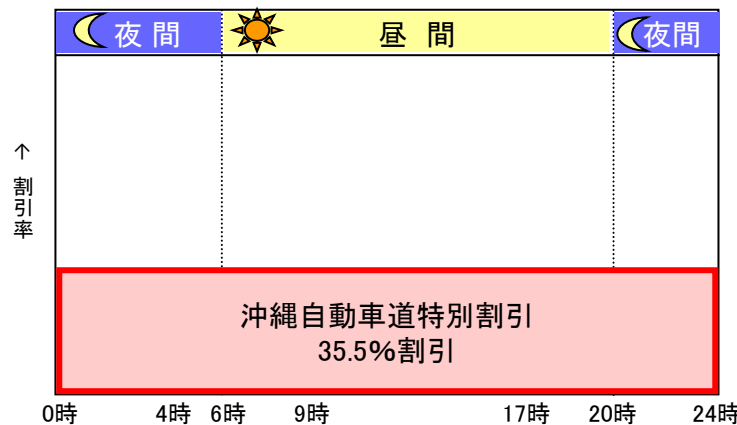 夜間
昼間
夜間
↑割引率
沖縄自動車道特別割引
35.5%割引
0時 4時 6時 9時 17時 20時 24時